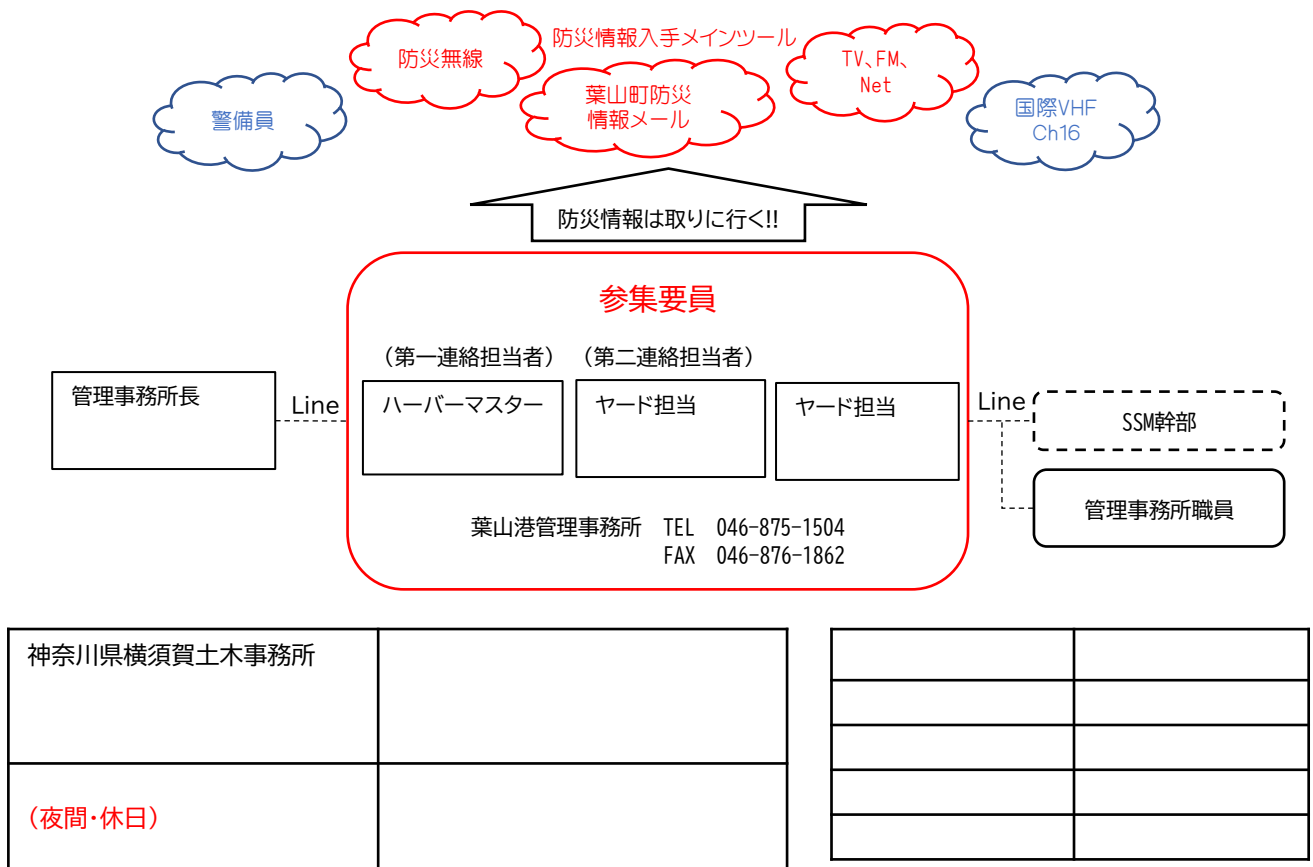 防災情報入手メインツール
防災無線
TV、FM、
Net
葉山町防災
情報メール
警備員
国際VHF
Ch16
防災情報は取りに行く!!
参集要員
(第一連絡担当者)
(第二連絡担当者)
管理事務所長
Line
ハーバーマスター
ヤード担当
ヤード担当
Line
SSM幹部
管理事務所職員
葉山港管理事務所 TEL 046-875-1504
FAX 046-876-1862
神奈川県横須賀土木事務所
(夜間・休日)